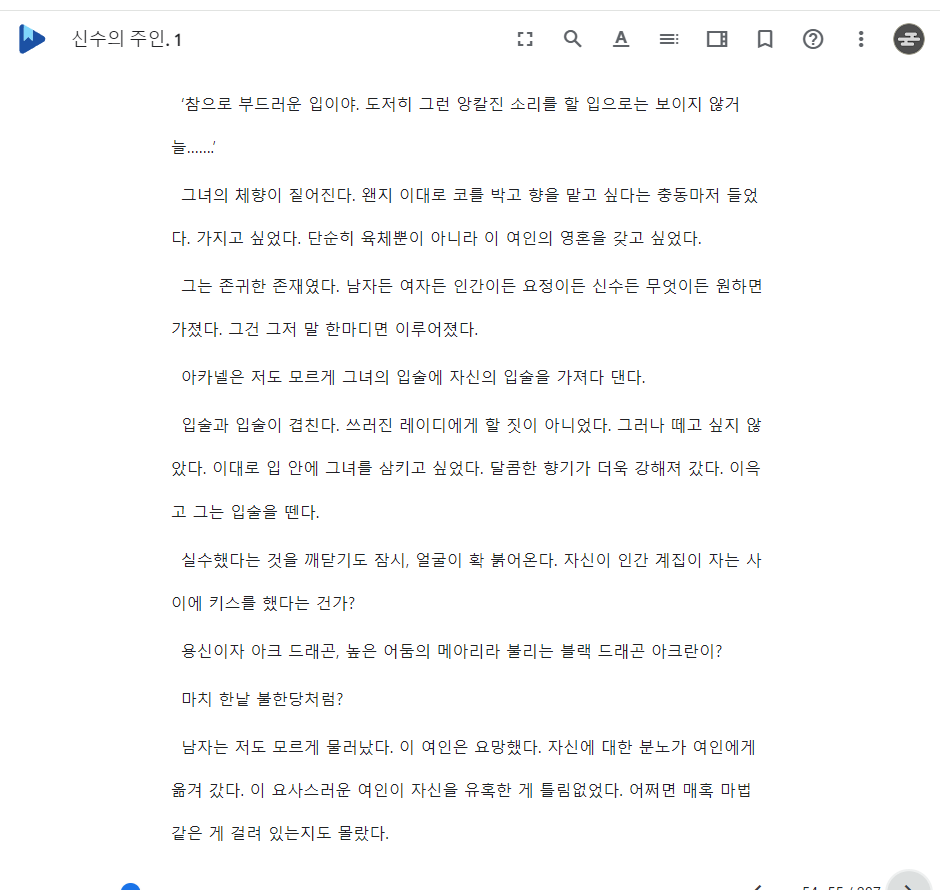 신수의 주인. 1
'참으로 부드러운 입이야. 도저히 그런 앙칼진 소리를 할 입으로는 보이지 않거
늘…….'
그녀의 체향이 짙어진다. 왠지 이대로 코를 박고 향을 맡고 싶다는 충동마저 들었
다. 가지고 싶었다. 단순히 육체뿐이 아니라 이 여인의 영혼을 갖고 싶었다.
그는 존귀한 존재였다. 남자든 여자든 인간이든 요정이든 신수든 무엇이든 원하면
가졌다. 그건 그저 말 한마디면 이루어졌다.
아카넬은 저도 모르게 그녀의 입술에 자신의 입술을 가져다 댄다.
입술과 입술이 겹친다. 쓰러진 레이디에게 할 짓이 아니었다. 그러나 떼고 싶지 않
았다. 이대로 입 안에 그녀를 삼키고 싶었다. 달콤한 향기가 더욱 강해져 갔다. 이윽
고 그는 입술을 뗀다.
실수했다는 것을 깨닫기도 잠시, 얼굴이 확 붉어온다. 자신이 인간 계집이 자는 사
이에 키스를 했다는 건가?
용신이자 아크 드래곤, 높은 어둠의 메아리라 불리는 블랙 드래곤 아크란이?
마치 한낱 불한당처럼?
남자는 저도 모르게 물러났다. 이 여인은 요망했다. 자신에 대한 분노가 여인에게
옮겨 갔다. 이 요사스러운 여인이 자신을 유혹한 게 틀림없었다. 어쩌면 매혹 마법
같은 게 걸려 있는지도 몰랐다.